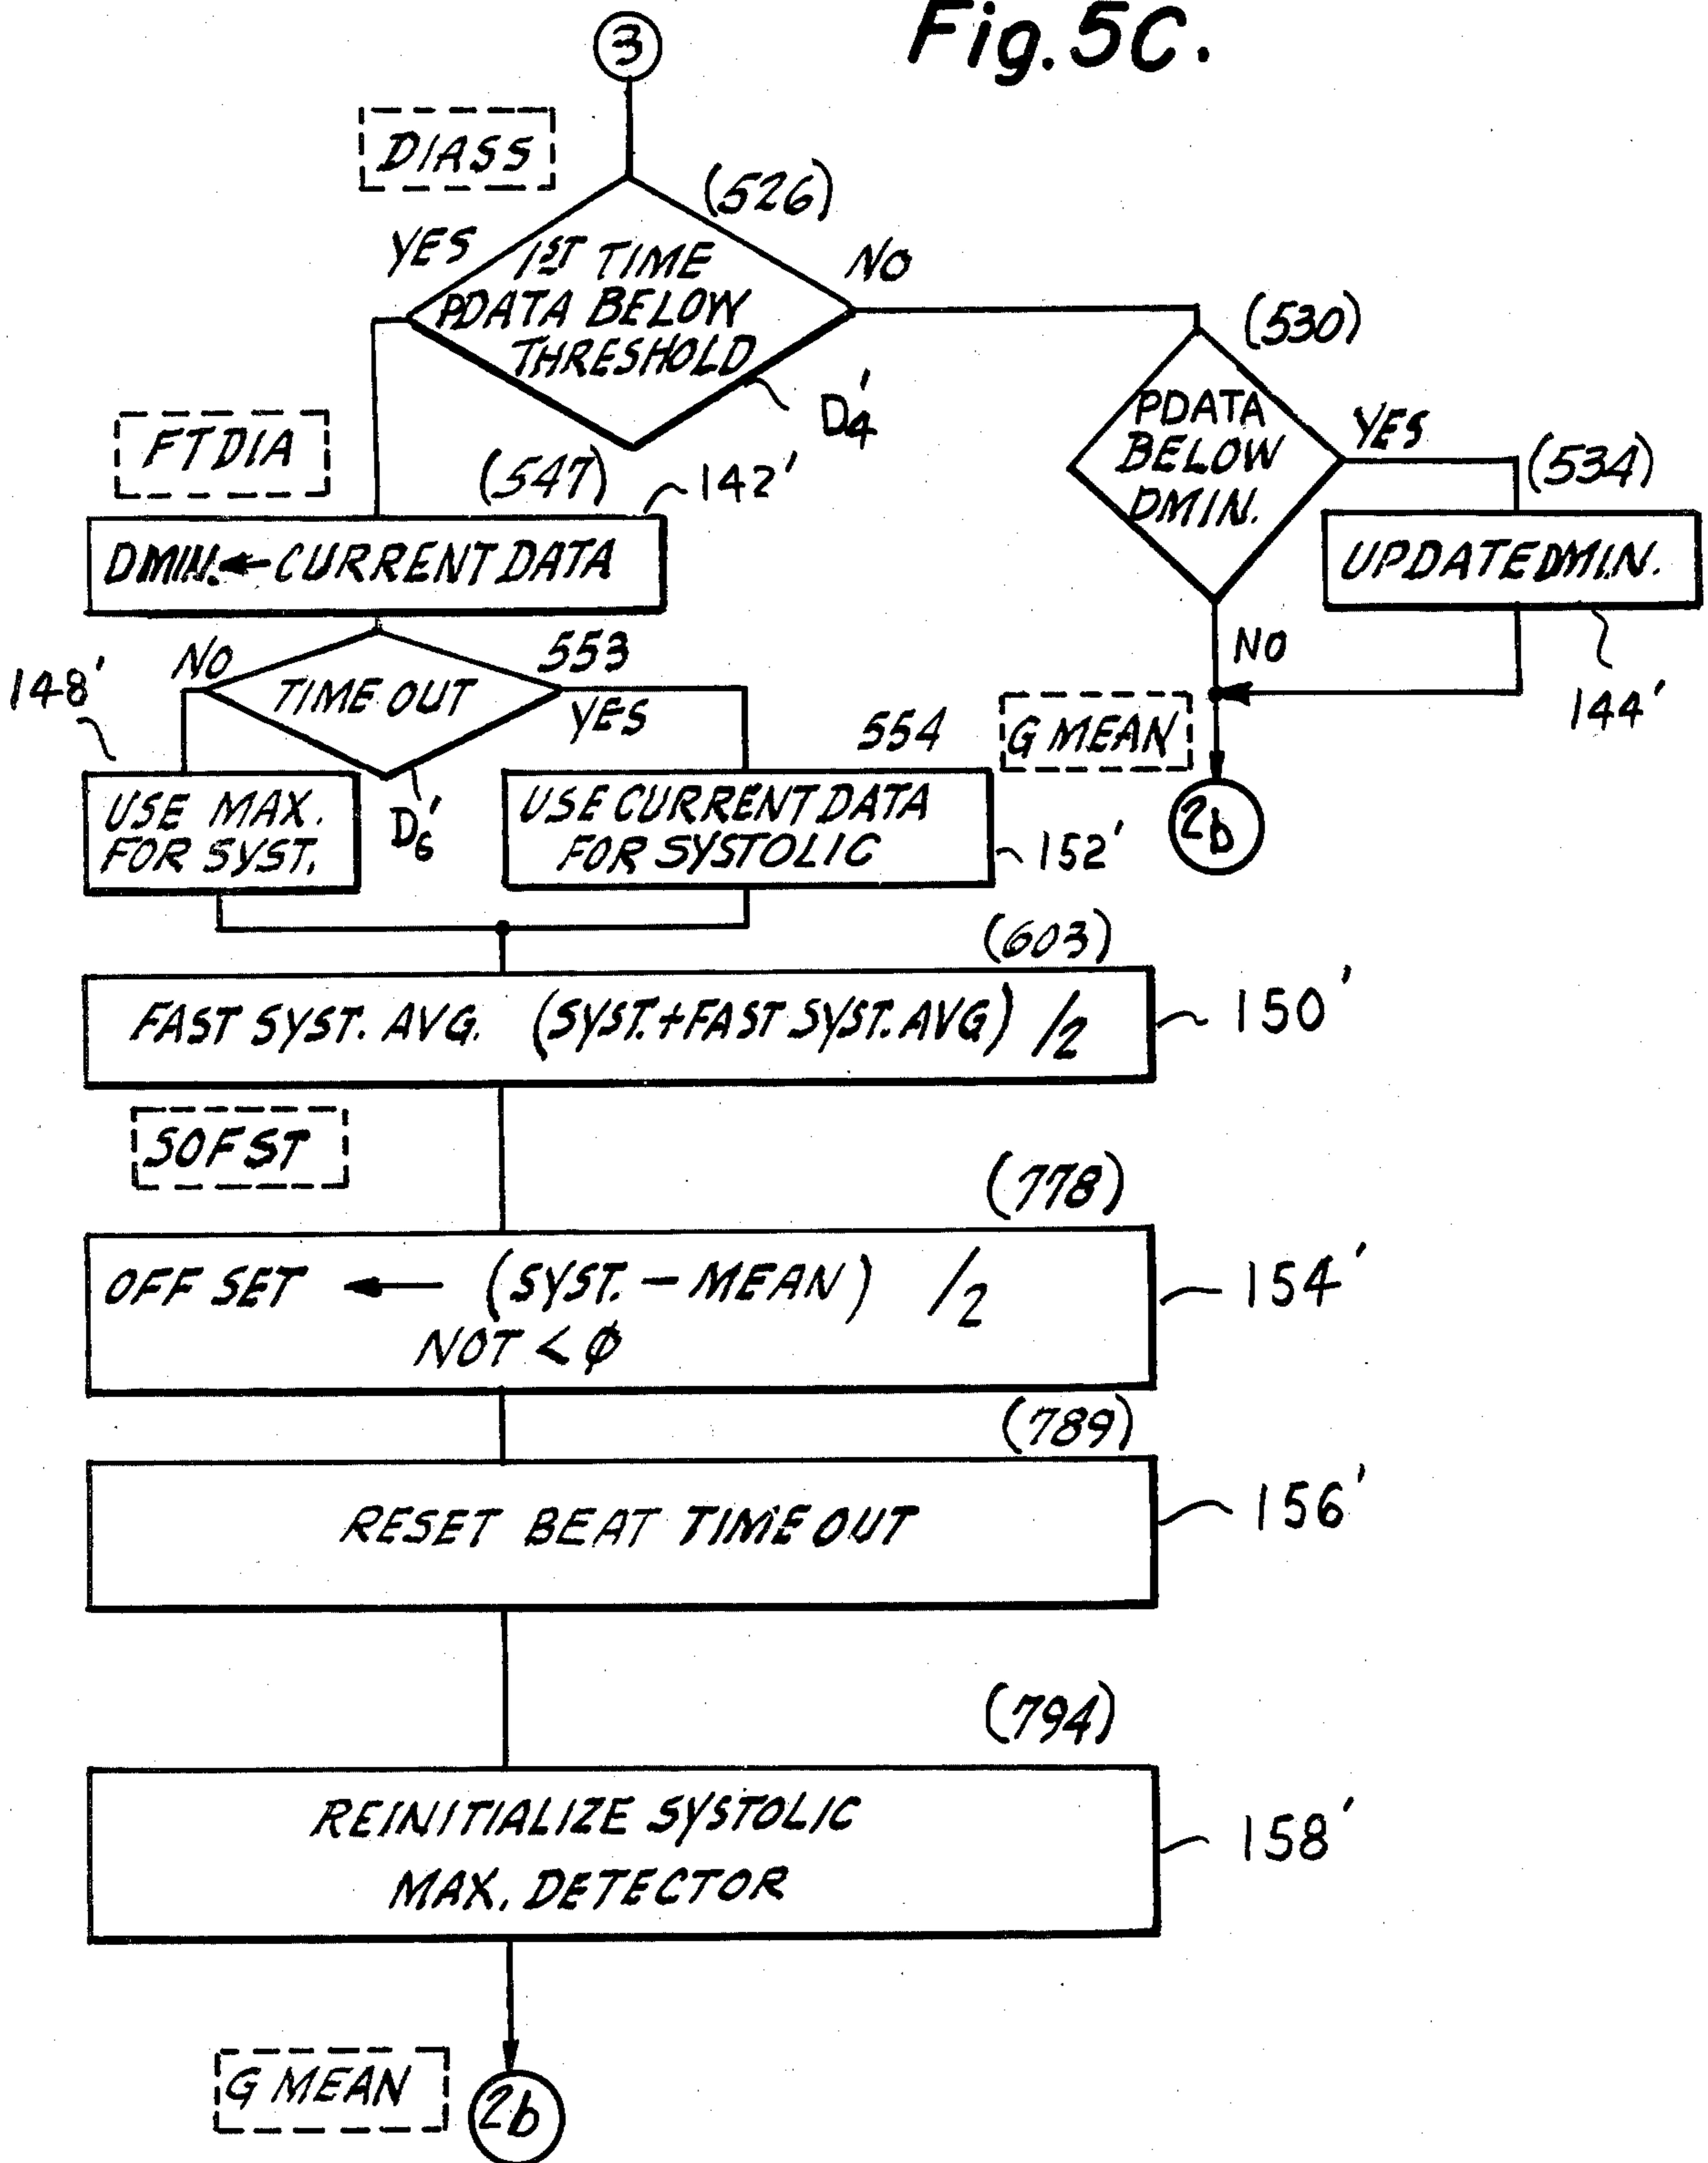 Fig. 5C.
3
DIASS
(526)
YES
1ST TIME
PDATA BELOW
THRESHOLD
NO
D4'
(530)
PDATA
BELOW
DMIN.
YES
(534)
UPDATE DMIN.
144'
NO
G MEAN
2b
FTDIA
(547)
142'
DMIN. ← CURRENT DATA
148'
NO
TIME OUT
553
YES
D6'
USE MAX.
FOR SYST.
554
USE CURRENT DATA
FOR SYSTOLIC
152'
(603)
FAST SYST. AVG. (SYST.+FAST SYST. AVG) /2
150'
SOFST
(778)
OFF SET ← (SYST. - MEAN) /2
NOT < ϕ
154'
(789)
RESET BEAT TIME OUT
156'
(794)
REINITIALIZE SYSTOLIC
MAX. DETECTOR
158'
G MEAN
2b